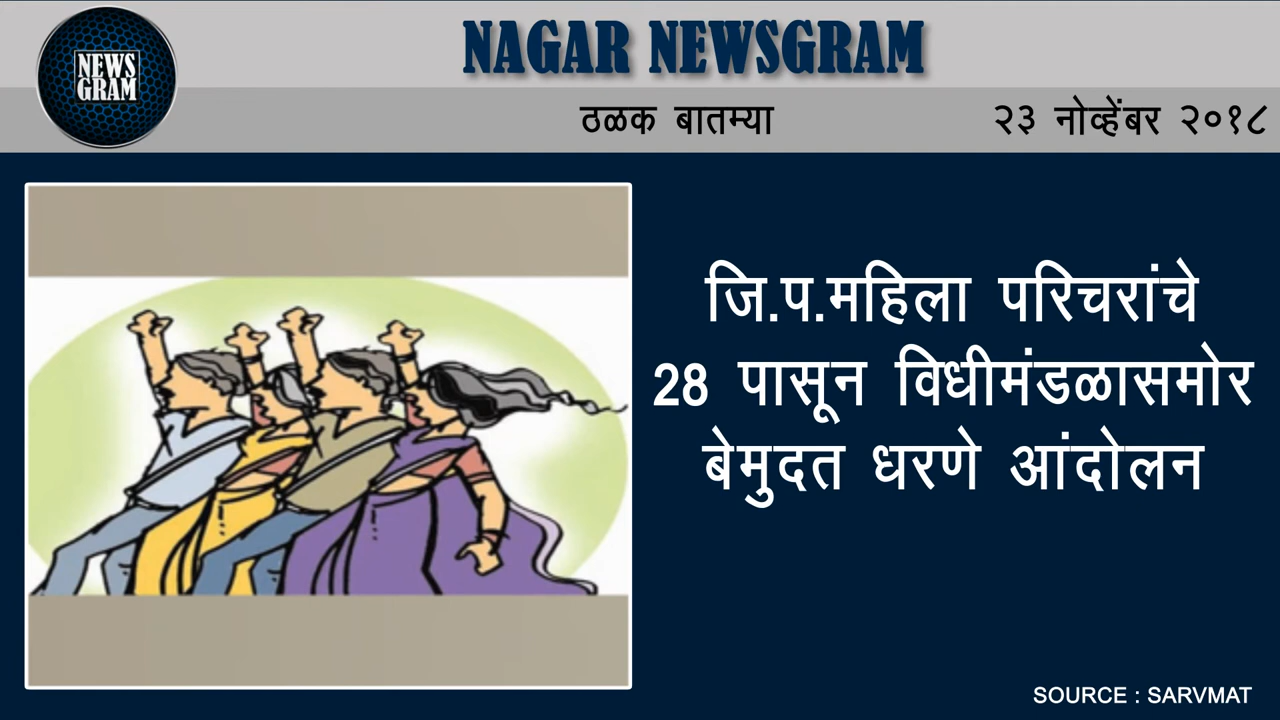 NEWS
GRAM
NAGAR NEWSGRAM
ठळक बातम्या
२३ नोव्हेंबर २०१८
जि.प.महिला परिचरांचे
28 पासून विधीमंडळासमोर
बेमुदत धरणे आंदोलन
SOURCE : SARVMAT